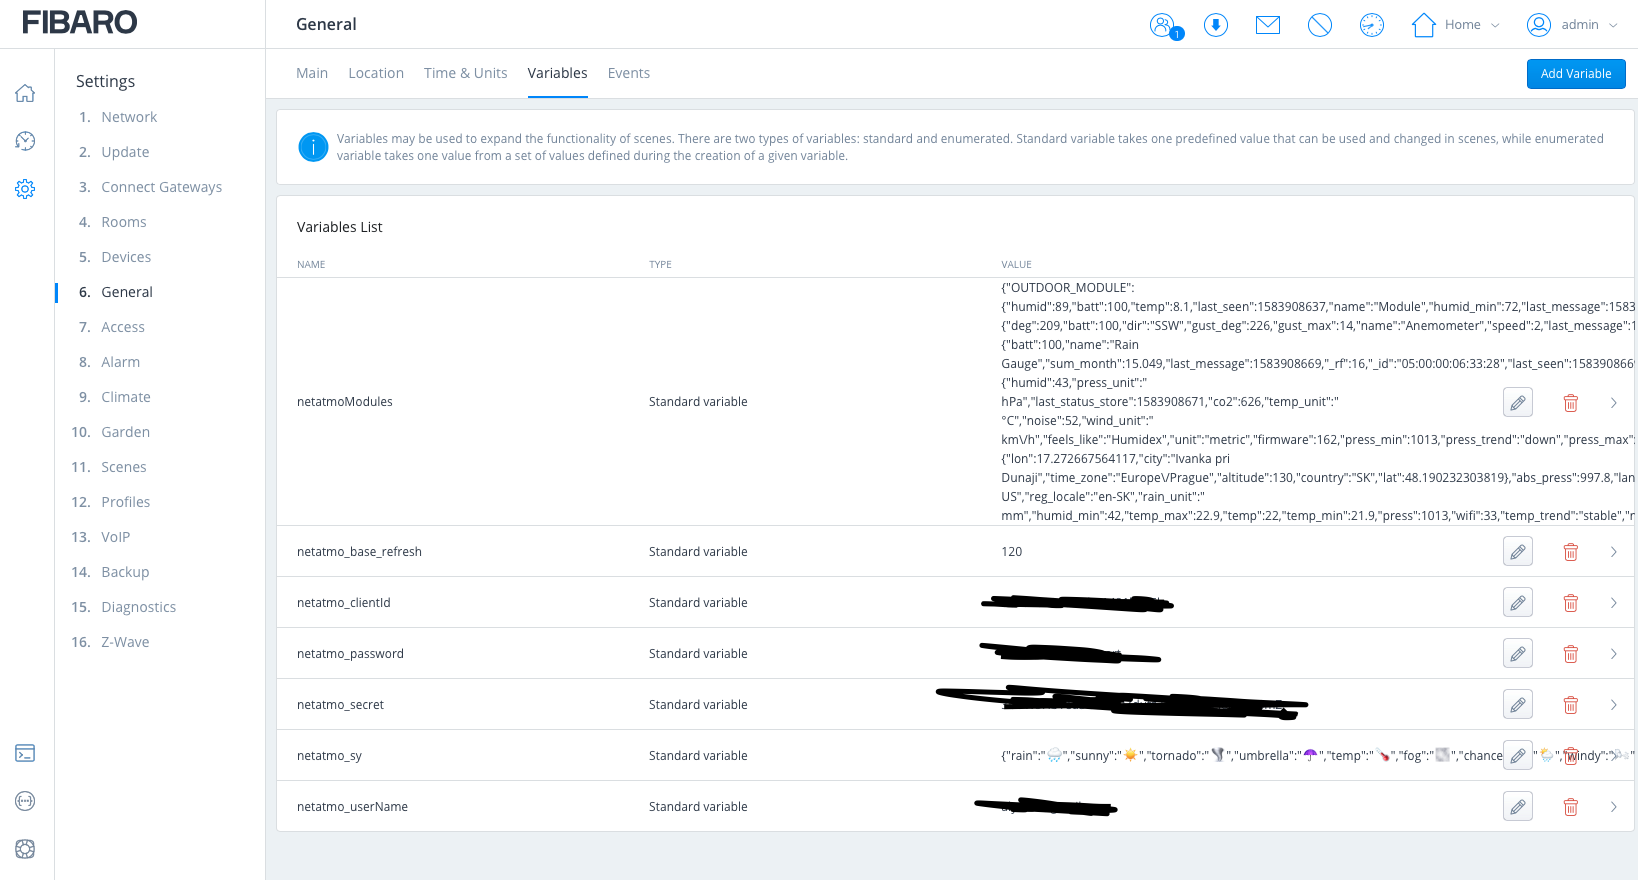 FIBARO
General
1
Home
admin
Main
Location
Time & Units
Variables
Events
Add Variable
Settings
1. Network
2. Update
3. Connect Gateways
4. Rooms
5. Devices
6. General
7. Access
8. Alarm
9. Climate
10. Garden
11. Scenes
12. Profiles
13. VoIP
14. Backup
15. Diagnostics
16. Z-Wave
Variables may be used to expand the functionality of scenes. There are two types of variables: standard and enumerated. Standard variable takes one predefined value that can be used and changed in scenes, while enumerated
variable takes one value from a set of values defined during the creation of a given variable.
Variables List
NAME
TYPE
VALUE
netatmoModules
Standard variable
{"OUTDOOR_MODULE":
{"humid":89,"batt":100,"temp":8.1,"last_seen":1583908637,"name":"Module","humid_min":72,"last_message":1583
{"deg":209,"batt":100,"dir":"SSW","gust_deg":226,"gust_max":14,"name":"Anemometer","speed":2,"last_message":1
{"batt":100,"name":"Rain
Gauge","sum_month":15.049,"last_message":1583908669,"_rf":16,"_id":"05:00:00:06:33:28","last_seen":158390866
{"humid":43,"press_unit":"
hPa","last_status_store":1583908671,"co2":626,"temp_unit":"
°C","noise":52,"wind_unit":"
km\/h","feels_like":"Humidex","unit":"metric","firmware":162,"press_min":1013,"press_trend":"down","press_max":
{"lon":17.272667564117,"city":"Ivanka pri
Dunaji","time_zone":"Europe\/Prague","altitude":130,"country":"SK","lat":48.190232303819},"abs_press":997.8,"lan
US","reg_locale":"en-SK","rain_unit":"
mm","humid_min":42,"temp_max":22.9,"temp":22,"temp_min":21.9,"press":1013,"wifi":33,"temp_trend":"stable","
netatmo_base_refresh
Standard variable
120
netatmo_clientId
Standard variable
netatmo_password
Standard variable
netatmo_secret
Standard variable
netatmo_sy
Standard variable
{"rain":"🌧","sunny":"☀️","tornado":"🌪","umbrella":"☂️","temp":"🌡","fog":"🌫","chance "🌦","windy":"🌬"
netatmo_userName
Standard variable